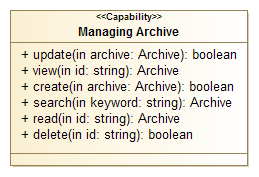 <<Capability>>
Managing Archive
+ update(in archive: Archive): boolean
+ view(in id: string): Archive
+ create(in archive: Archive): boolean
+ search(in keyword: string): Archive
+ read(in id: string): Archive
+ delete(in id: string): boolean